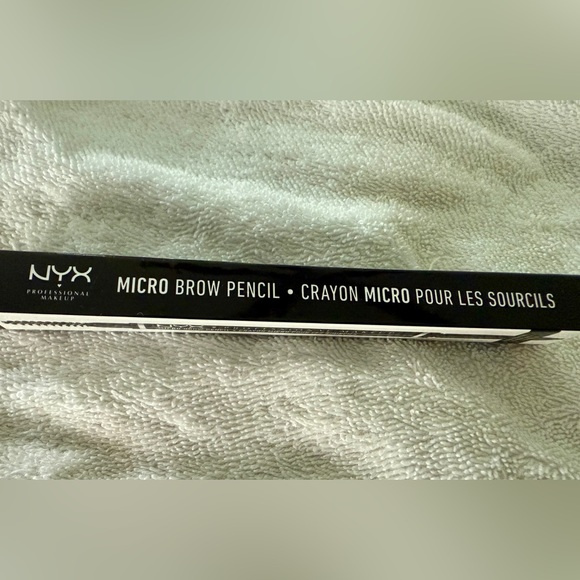 NYX
PROFESSIONAL
MAKEUP
MICRO BROW PENCIL • CRAYON MICRO POUR LES SOURCILS